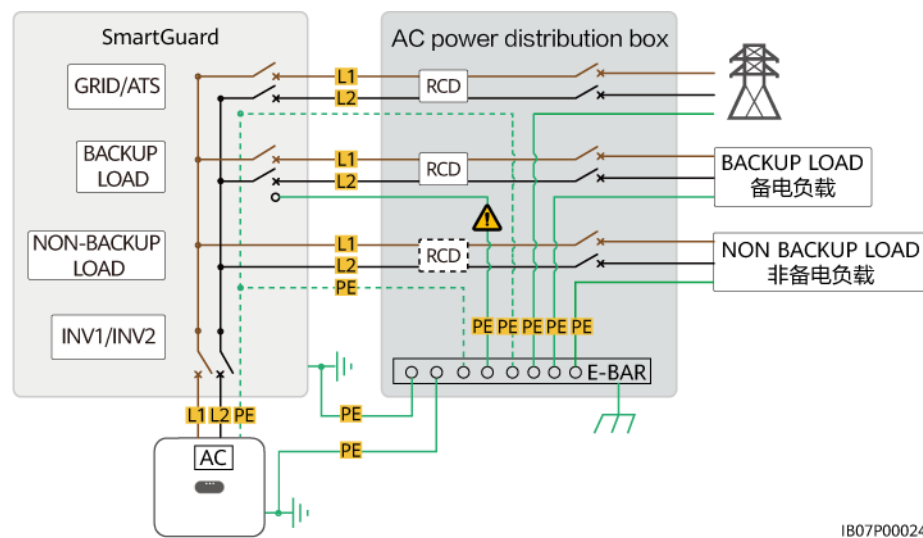 SmartGuard
AC power distribution box
GRID/ATS
L1
L2
RCD
BACKUP
LOAD
L1
L2
RCD
BACKUP LOAD
备电负载
NON-BACKUP
LOAD
L1
L2
PE
RCD
NON BACKUP LOAD
非备电负载
INV1/INV2
PE PE PE PE PE
E-BAR
L1 L2 PE
PE
PE
AC
IB07P00024